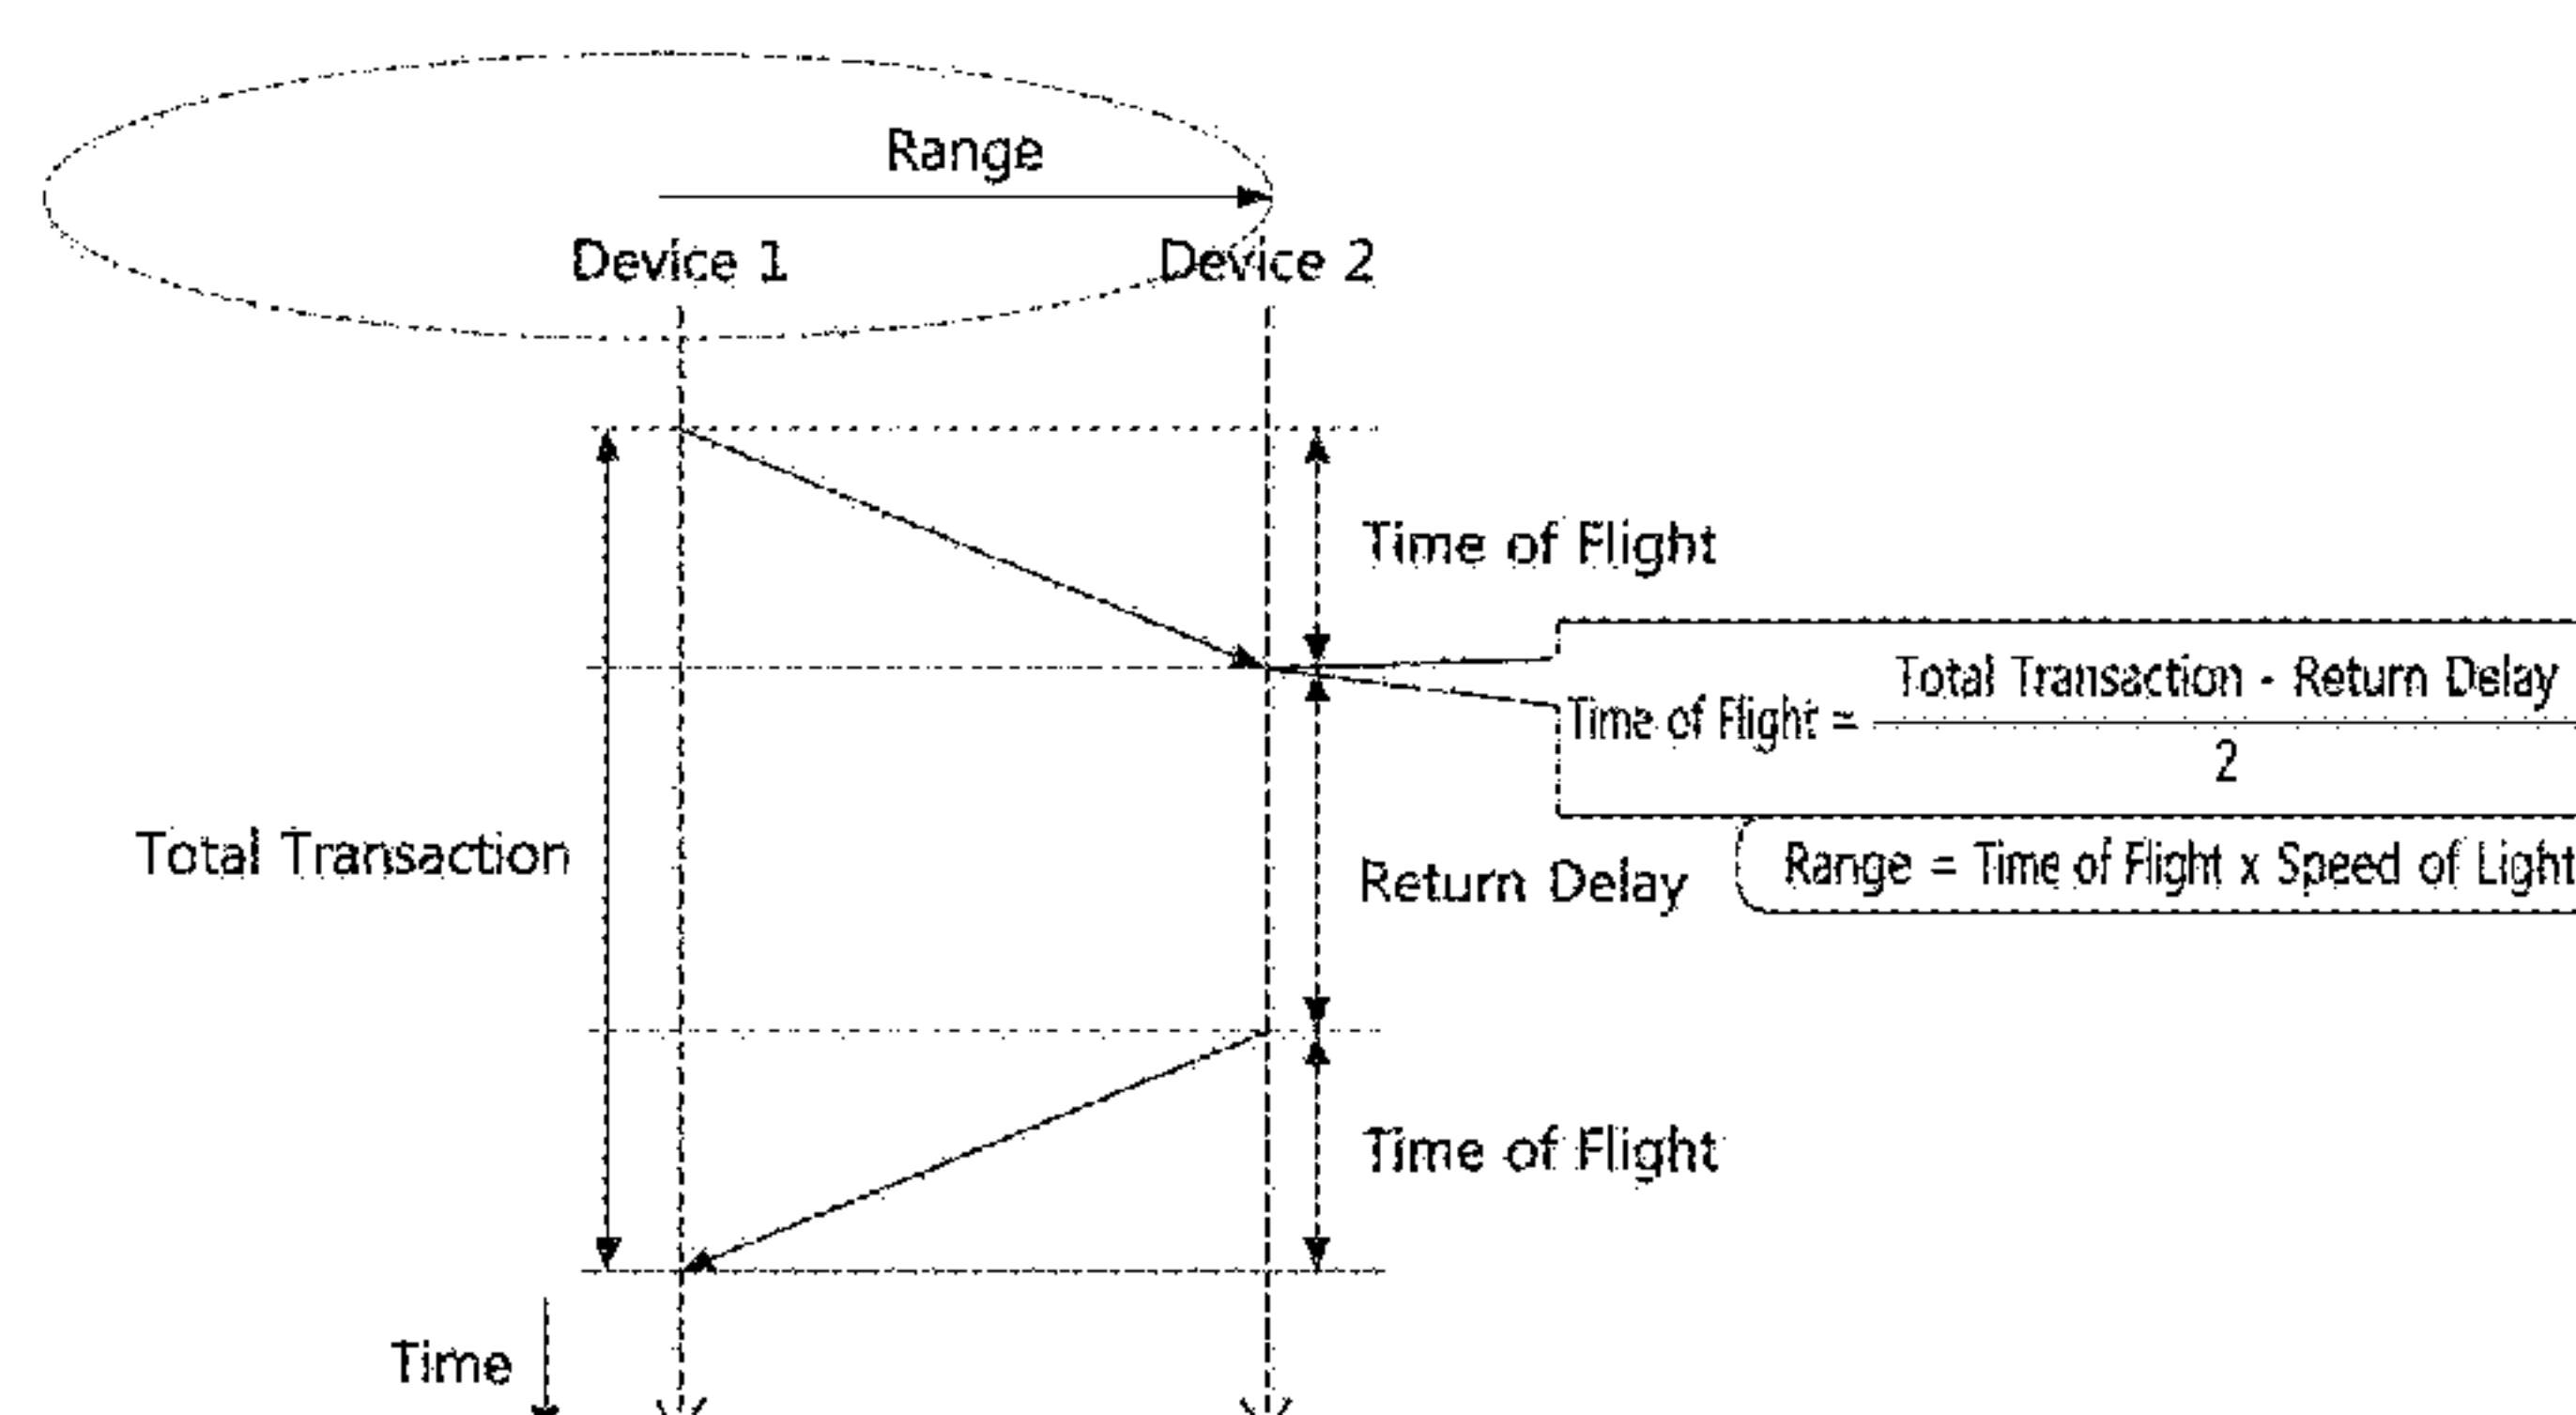 Range
Device 1
Device 2
Time of Flight
Time of Flight = Total Transaction - Return Delay
2
Total Transaction
Return Delay
Range = Time of Flight x Speed of Light
Time of Flight
Time